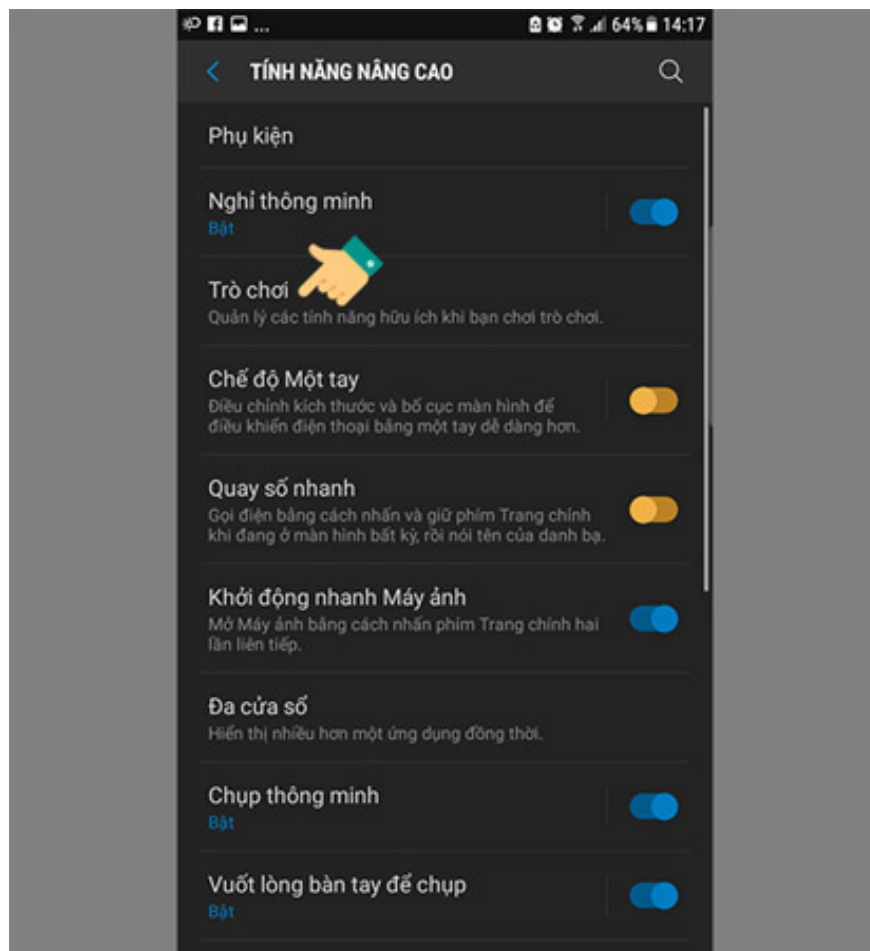 ... 64% 14:17
TÍNH NĂNG NÂNG CAO
Phụ kiện
Nghỉ thông minh
Bật
Trò chơi
Quản lý các tính năng hữu ích khi bạn chơi trò chơi.
Chế độ Một tay
Điều chỉnh kích thước và bố cục màn hình để
điều khiển điện thoại bằng một tay dễ dàng hơn.
Quay số nhanh
Gọi điện bằng cách nhấn và giữ phím Trang chính
khi đang ở màn hình bất kỳ, rồi nói tên của danh bạ.
Khởi động nhanh Máy ảnh
Mở Máy ảnh bằng cách nhấn phím Trang chính hai
lần liên tiếp.
Đa cửa sổ
Hiển thị nhiều hơn một ứng dụng đồng thời.
Chụp thông minh
Bật
Vuốt lòng bàn tay để chụp
Bật